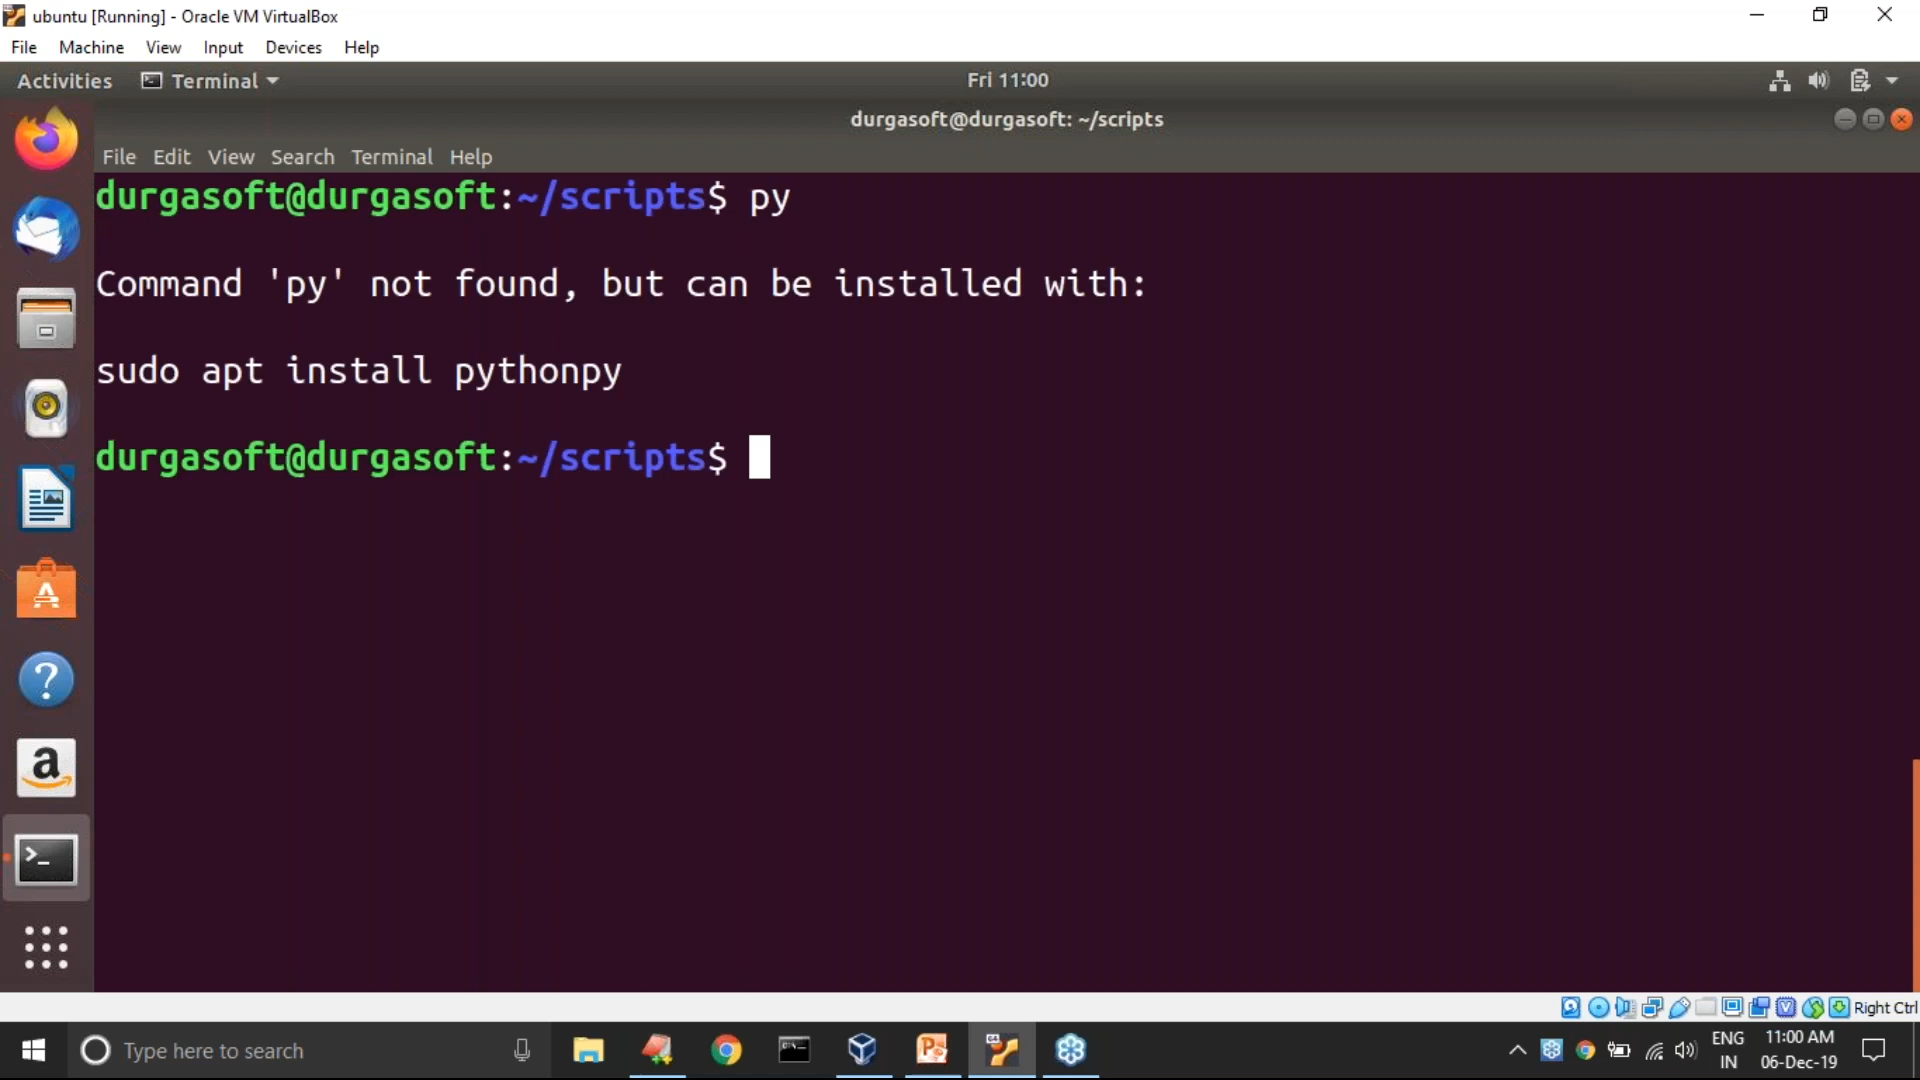 ubuntu [Running] - Oracle VM VirtualBox
File Machine View Input Devices Help
Activities Terminal Fri 11:00
durgasoft@durgasoft: ~/scripts
File Edit View Search Terminal Help
durgasoft@durgasoft:~/scripts$ py
Command 'py' not found, but can be installed with:
sudo apt install pythonpy
durgasoft@durgasoft:~/scripts$
Right Ctrl
Type here to search
ENG 11:00 AM
IN 06-Dec-19